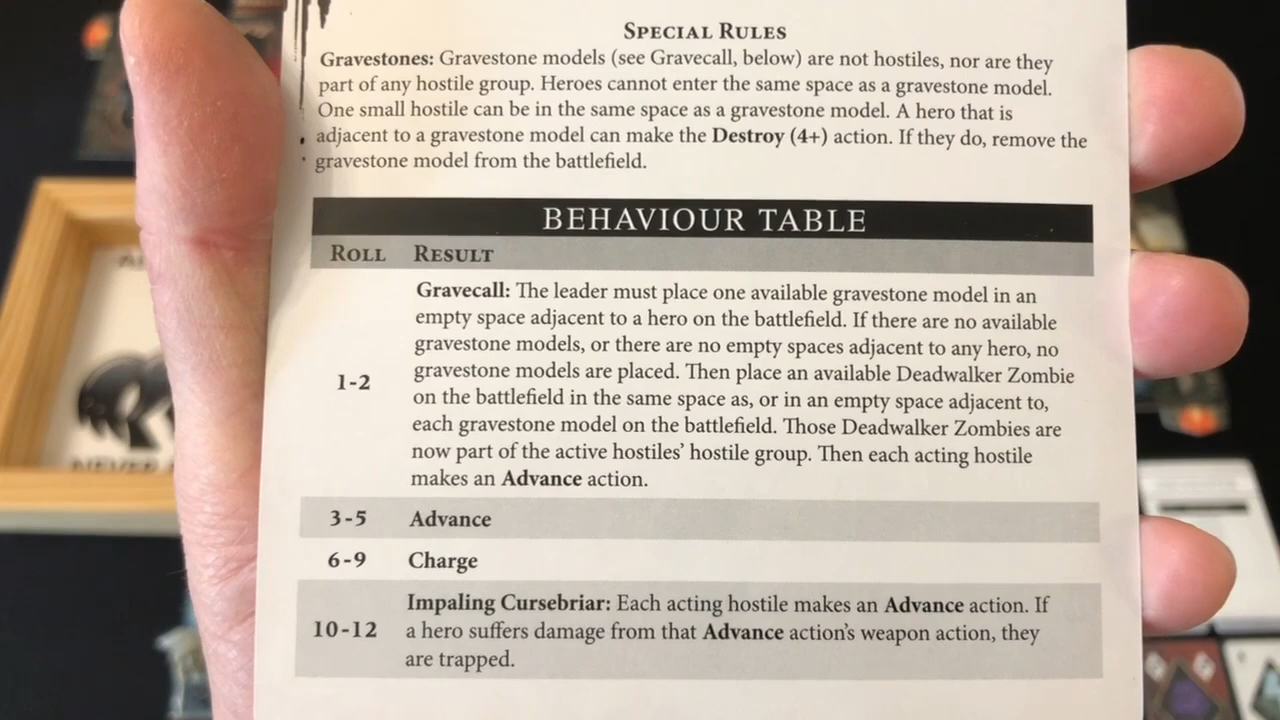 SPECIAL RULES
Gravestones: Gravestone models (see Gravecall, below) are not hostiles, nor are they
part of any hostile group. Heroes cannot enter the same space as a gravestone model.
One small hostile can be in the same space as a gravestone model. A hero that is
adjacent to a gravestone model can make the Destroy (4+) action. If they do, remove the
gravestone model from the battlefield.
BEHAVIOUR TABLE
ROLL RESULT
1-2
Gravecall: The leader must place one available gravestone model in an
empty space adjacent to a hero on the battlefield. If there are no available
gravestone models, or there are no empty spaces adjacent to any hero, no
gravestone models are placed. Then place an available Deadwalker Zombie
on the battlefield in the same space as, or in an empty space adjacent to,
each gravestone model on the battlefield. Those Deadwalker Zombies are
now part of the active hostiles' hostile group. Then each acting hostile
makes an Advance action.
3-5 Advance
6-9 Charge
10-12
Impaling Cursebriar: Each acting hostile makes an Advance action. If
a hero suffers damage from that Advance action's weapon action, they
are trapped.
NEVER